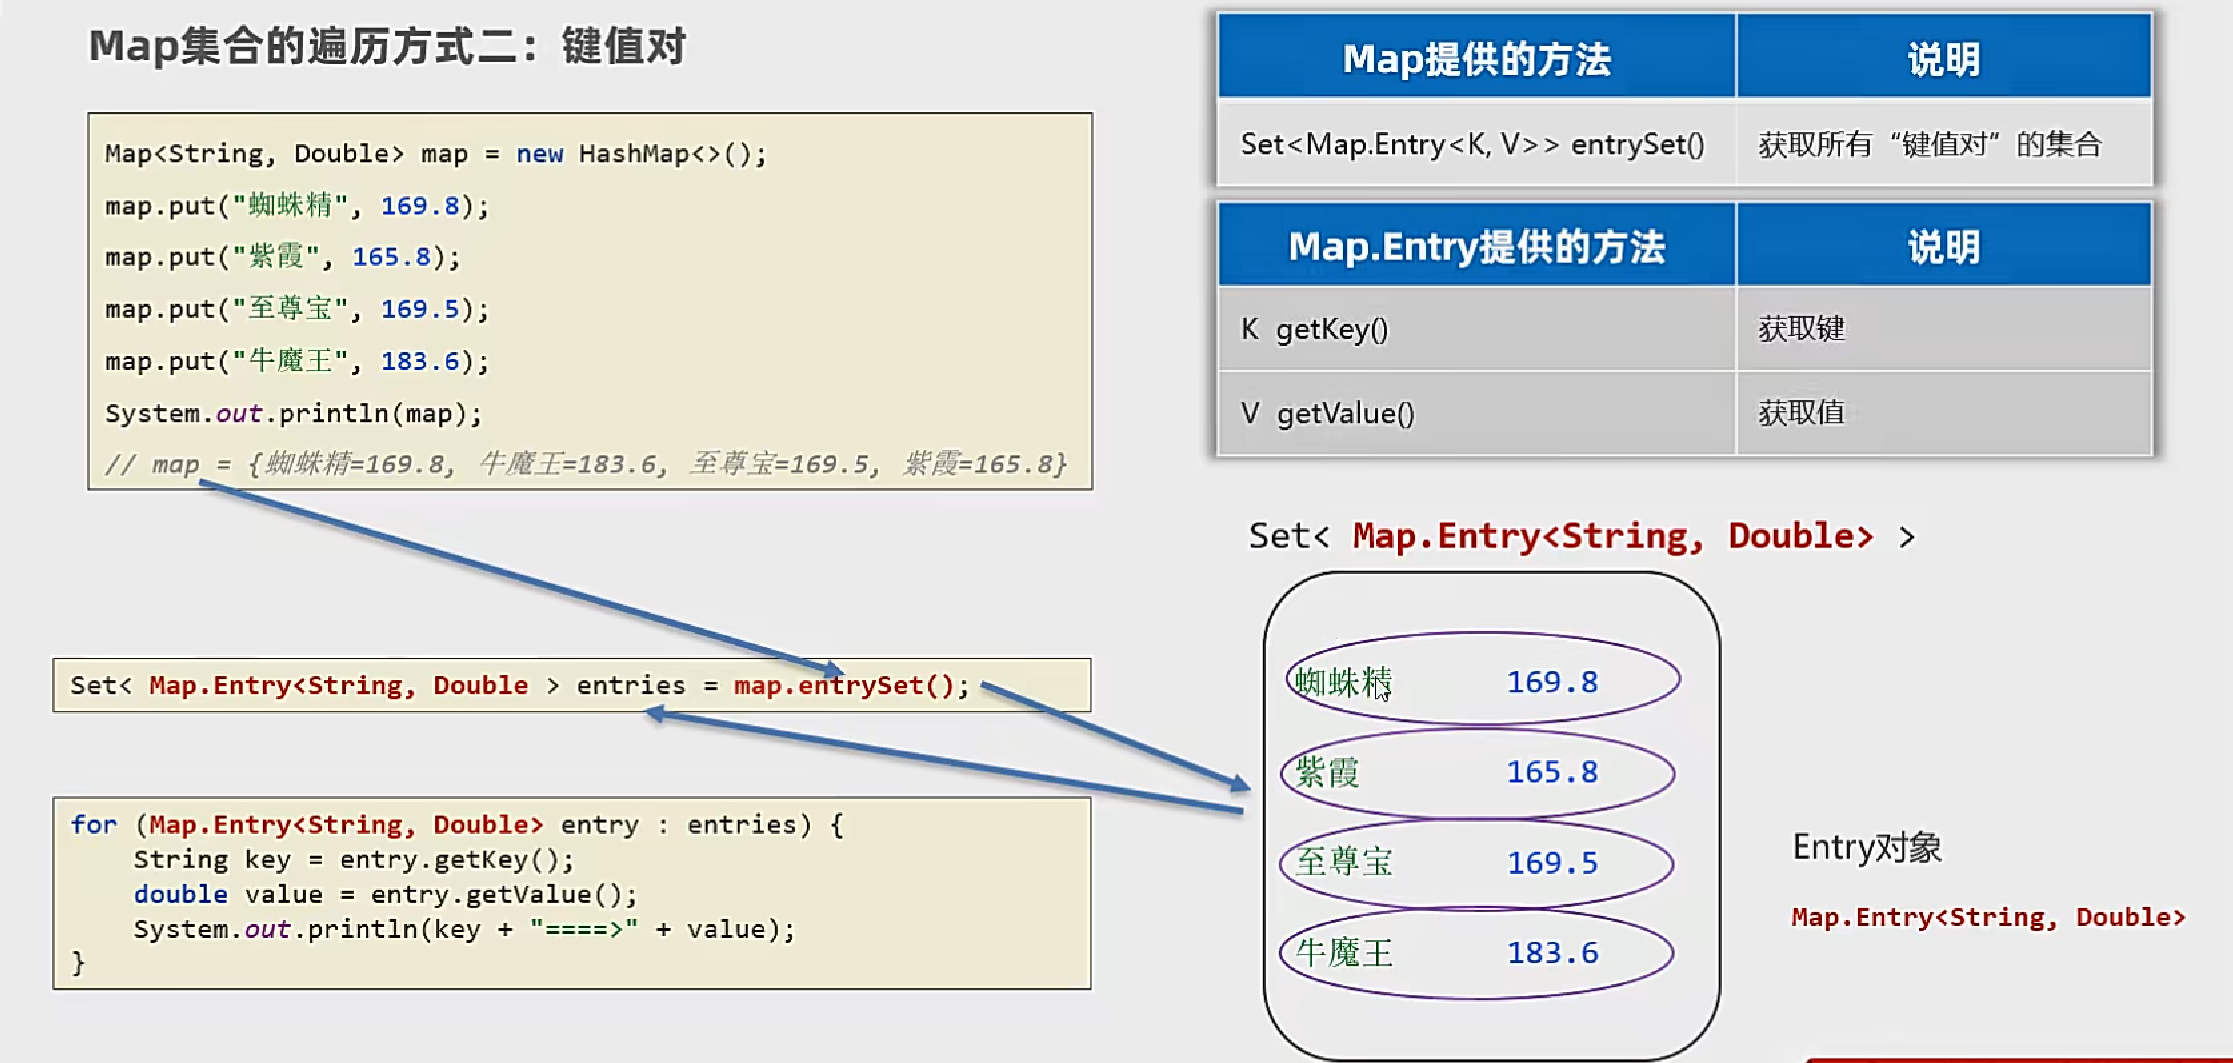 Map集合的遍历方式二：键值对
Map<String, Double> map = new HashMap<>();
map.put("蜘蛛精", 169.8);
map.put("紫霞", 165.8);
map.put("至尊宝", 169.5);
map.put("牛魔王", 183.6);
System.out.println(map);
// map = {蜘蛛精=169.8, 牛魔王=183.6, 至尊宝=169.5, 紫霞=165.8}
Map提供的方法 说明
Set<Map.Entry<K, V>> entrySet() 获取所有“键值对”的集合
Map.Entry提供的方法 说明
K getKey() 获取键
V getValue() 获取值
Set< Map.Entry<String, Double > entries = map.entrySet();
for (Map.Entry<String, Double> entry : entries) {
String key = entry.getKey();
double value = entry.getValue();
System.out.println(key + "====>" + value);
}
Set< Map.Entry<String, Double> >
蜘蛛精 169.8
紫霞 165.8
至尊宝 169.5
牛魔王 183.6
Entry对象
Map.Entry<String, Double>